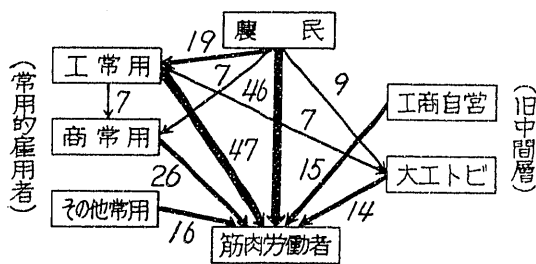 農民
19
工常用
7
46
9
(常用的雇用者)
7
7
工商自営
(旧中間層)
商常用
47
15
大工トビ
26
14
その他常用
16
筋肉労働者